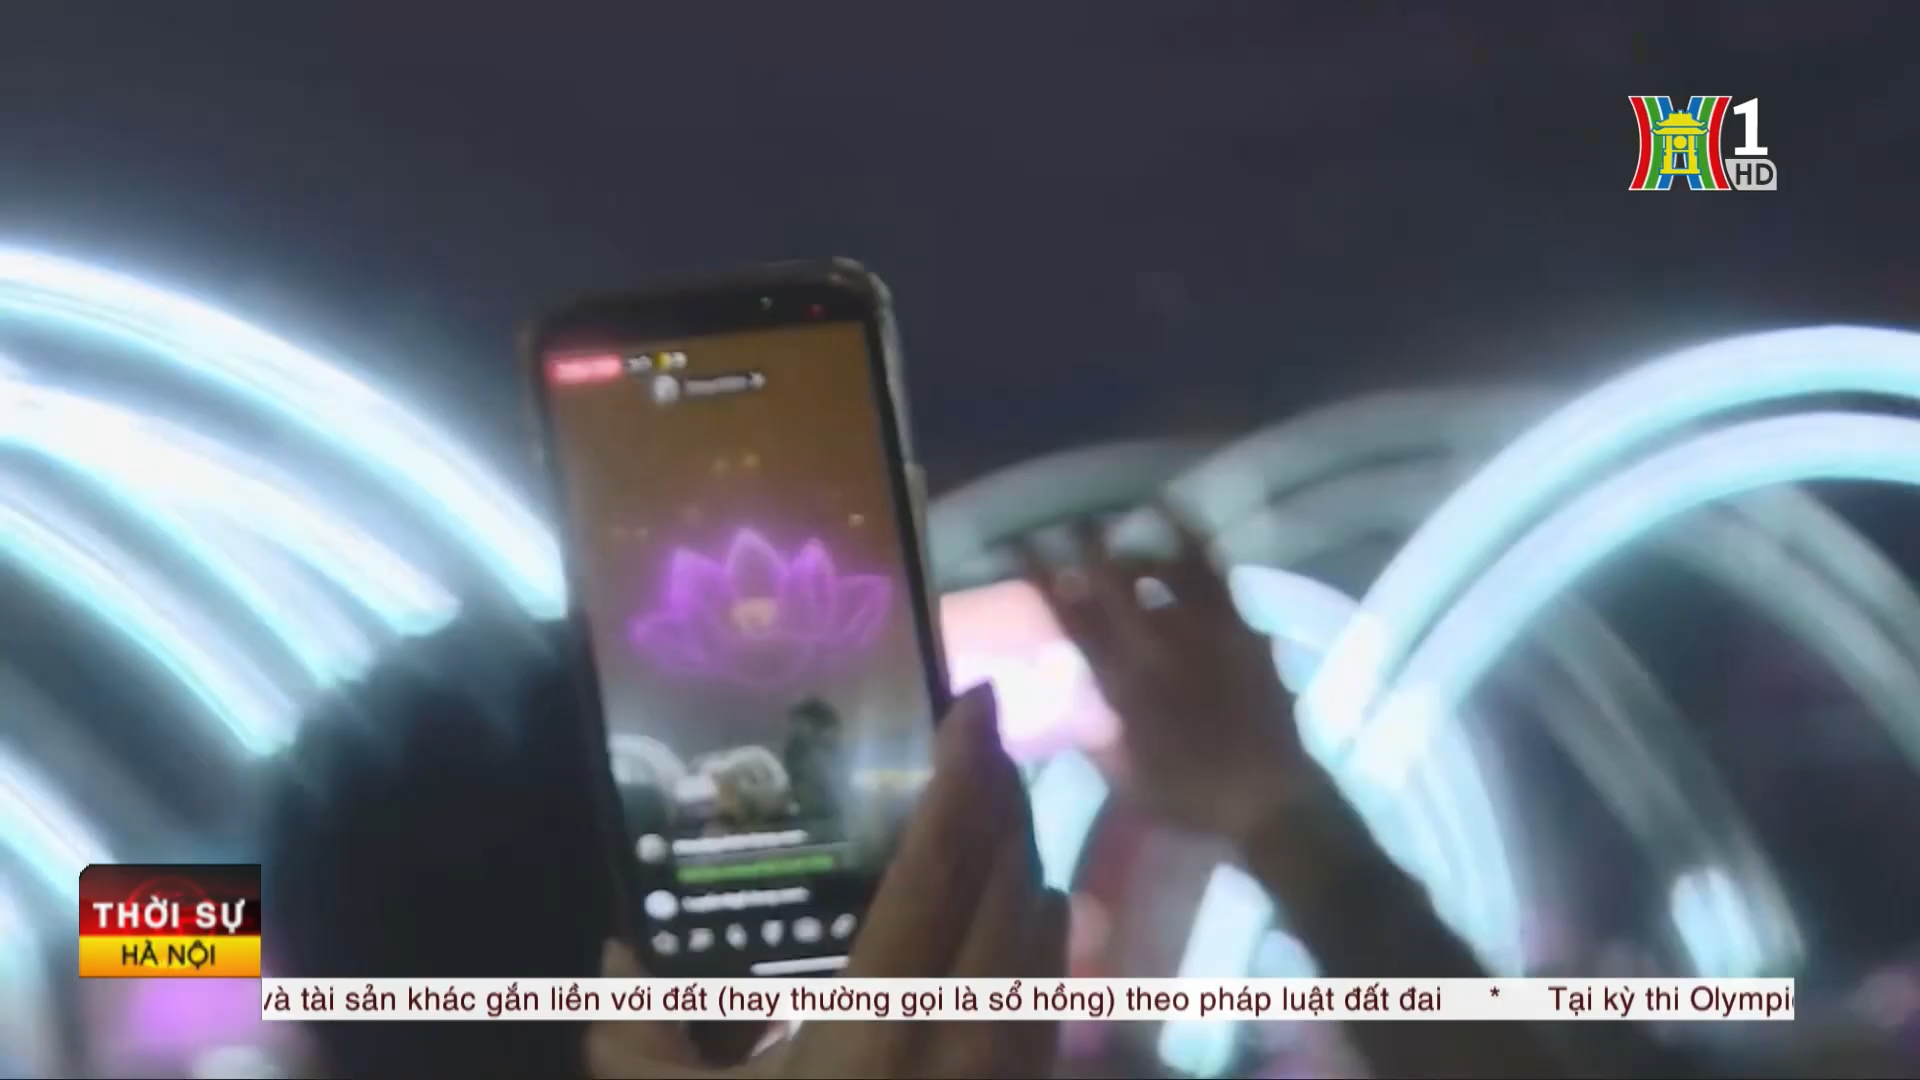 1
HD
THỜI SỰ
HÀ NỘI
và tài sản khác gắn liền với đất (hay thường gọi là sổ hồng) theo pháp luật đất đai * Tại kỳ thi Olympi